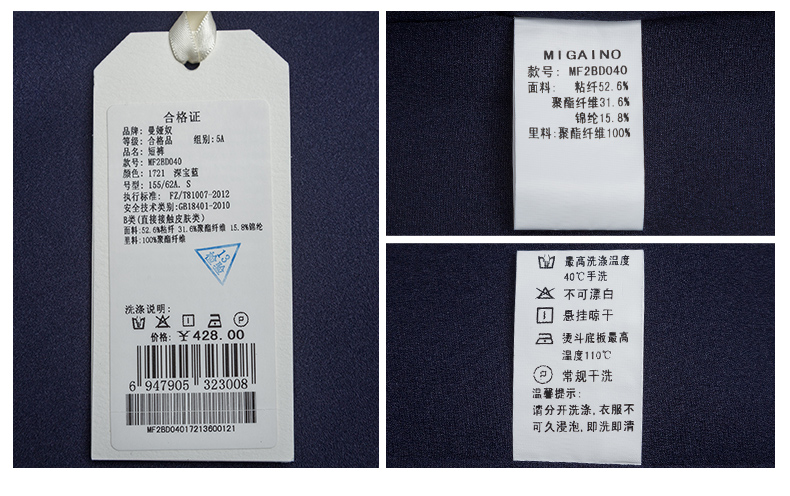 合格证
品牌: 曼娅奴
等级: 合格品 组别:5A
品名: 短裤
款号: MF2BD040
颜色: 1721 深宝蓝
号型: 155/62A. S
执行标准: FZ/T81007-2012
安全技术类别:GB18401-2010
B类(直接接触皮肤类)
面料:52.6%粘纤 31.6%聚酯纤维 15.8%锦纶
里料:100%聚酯纤维
13
检验
洗涤说明:
P
价格: ￥428.00
6 947905 323008
MF2BD04017213600121
MIGAINO
款号: MF2BD040
面料: 粘纤52.6%
聚酯纤维31.6%
锦纶15.8%
里料:聚酯纤维100%
最高洗涤温度
40℃手洗
不可漂白
悬挂晾干
熨斗底板最高
温度110℃
P 常规干洗
温馨提示:
请分开洗涤,衣服不
可久浸泡,即洗即清